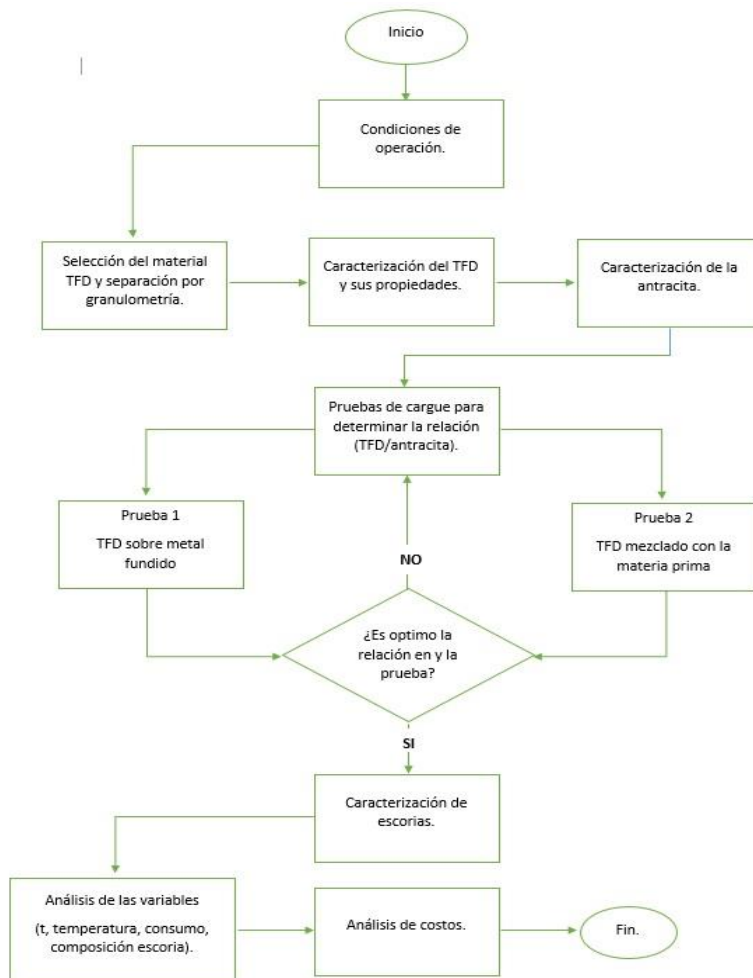 Inicio
Condiciones de
operación.
Selección del material
TFD y separación por
granulometría.
Caracterización del TFD
y sus propiedades.
Caracterización de la
antracita.
Pruebas de cargue para
determinar la relación
(TFD/antracita).
Prueba 1
TFD sobre metal
fundido
Prueba 2
TFD mezclado con la
materia prima
NO
¿Es optimo la
relación en y la
prueba?
SI
Caracterización de
escorias.
Análisis de las variables
(t, temperatura, consumo,
composición escoria).
Análisis de costos.
Fin.